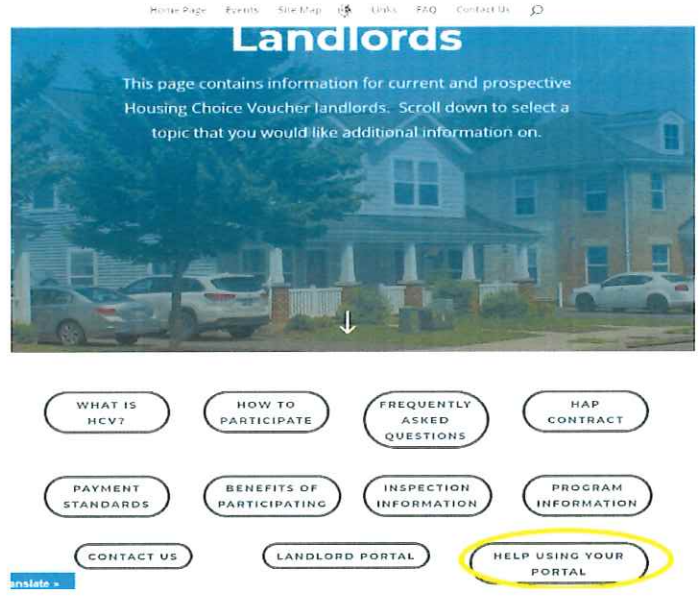 Home Page Events Site Map Links FAQ Contact Us
Landlords
This page contains information for current and prospective
Housing Choice Voucher landlords. Scroll down to select a
topic that you would like additional information on.
WHAT IS
HCV?
HOW TO
PARTICIPATE
FREQUENTLY
ASKED
QUESTIONS
HAP
CONTRACT
PAYMENT
STANDARDS
BENEFITS OF
PARTICIPATING
INSPECTION
INFORMATION
PROGRAM
INFORMATION
CONTACT US
LANDLORD PORTAL
HELP USING YOUR
PORTAL
anslate »